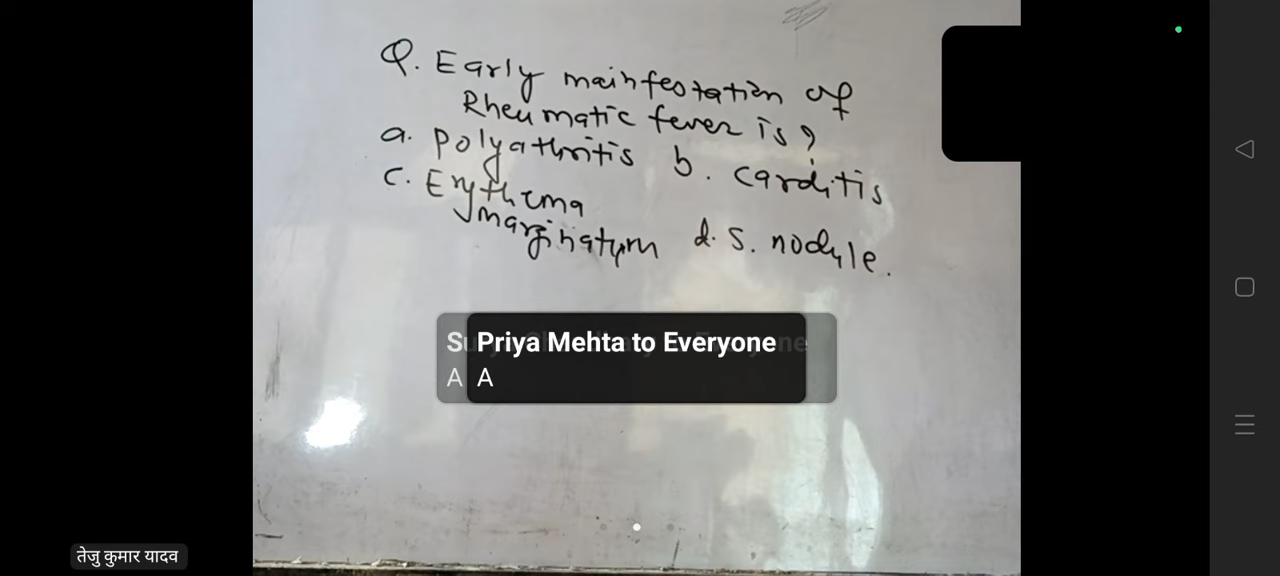 Q. Early mainfestation of
Rheumatic fever is?
a. Polyathritis b. carditis
c. Erythema
marginatum d. S. nodule.
Priya Mehta to Everyone
A A
तेजु कुमार यादव